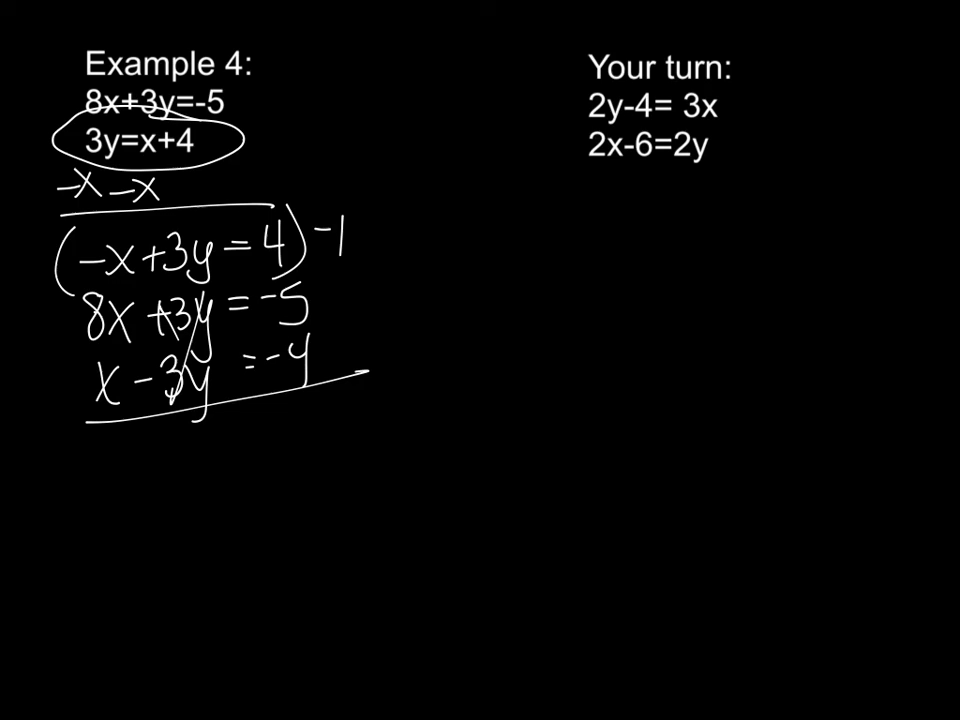 Example 4:
8x+3y=-5
3y=x+4
-x -x
(-x+3y=4)-1
8x+3y=-5
x-3y=-4
Your turn:
2y-4= 3x
2x-6=2y